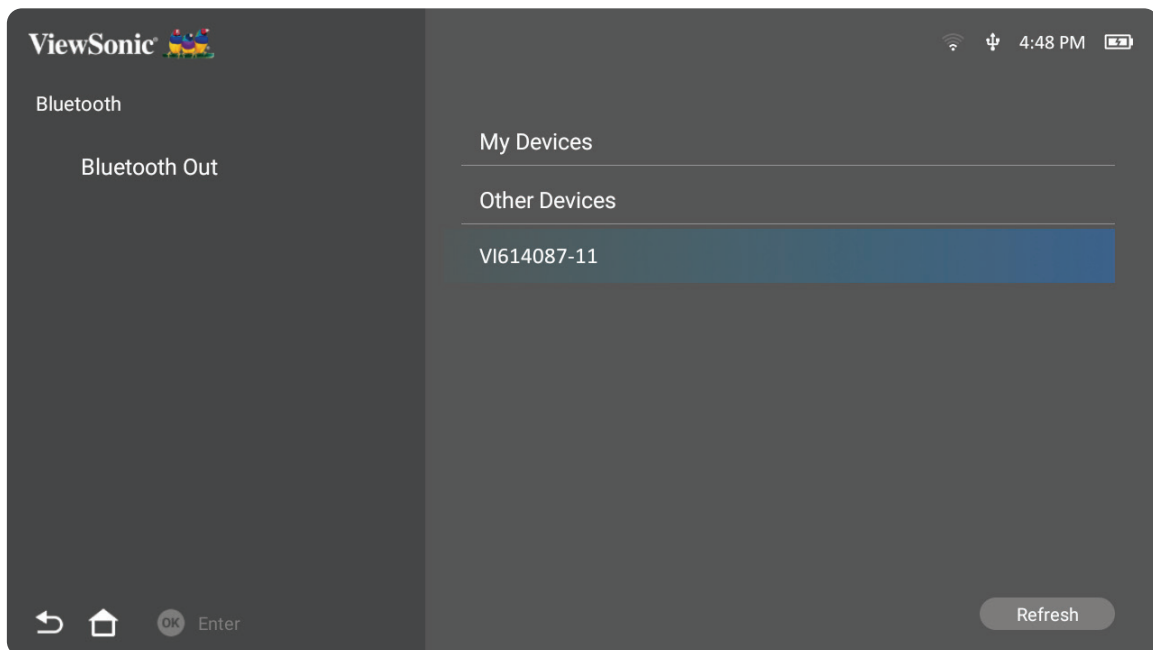 ViewSonic
4:48 PM
Bluetooth
Bluetooth Out
My Devices
Other Devices
VI614087-11
OK Enter
Refresh